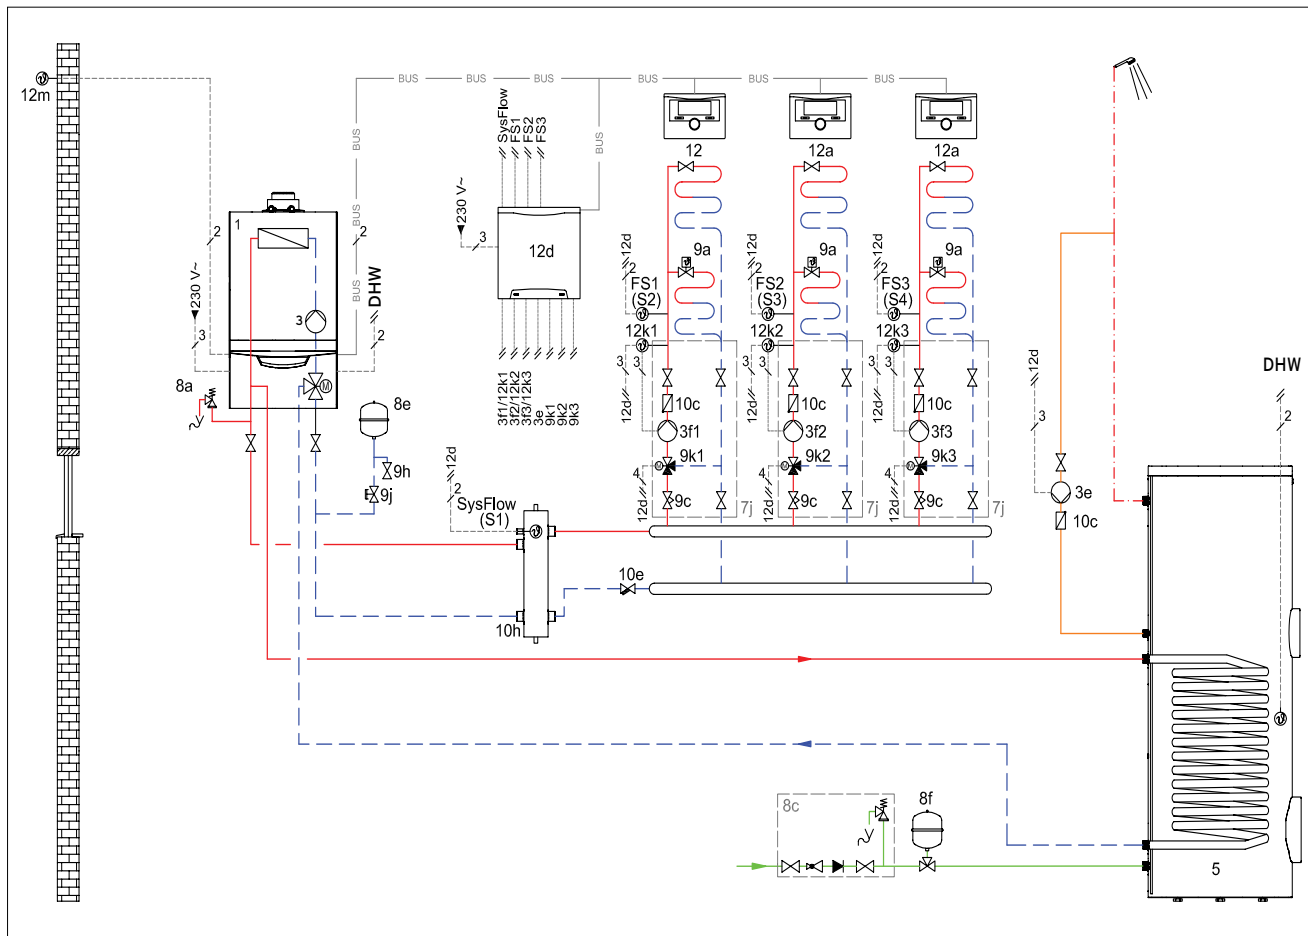 BUS BUS BUS BUS BUS BUS
12m
BUS
BUS
BUS
BUS
SysFlow
FS1
FS2
FS3
12
12a
12a
1
2
2
230 V~
3
12d
230 V~
3
DHW
2
3
M
8a
8e
9h
9j
3f1/12k1
3f2/12k2
3f3/12k3
3e
9k1
9k2
9k3
12d
2
FS1
(S2)
9a
12k1
3
3
12d
10c
3f1
9k1
M
4
12d
9c
7j
12d
2
FS2
(S3)
9a
12k2
3
3
12d
10c
3f2
9k2
M
4
12d
9c
7j
12d
2
FS3
(S4)
9a
12k3
3
3
12d
10c
3f3
9k3
M
4
12d
9c
7j
12d
2
SysFlow
(S1)
10e
10h
12d
3
3e
10c
DHW
2
8c
8f
5